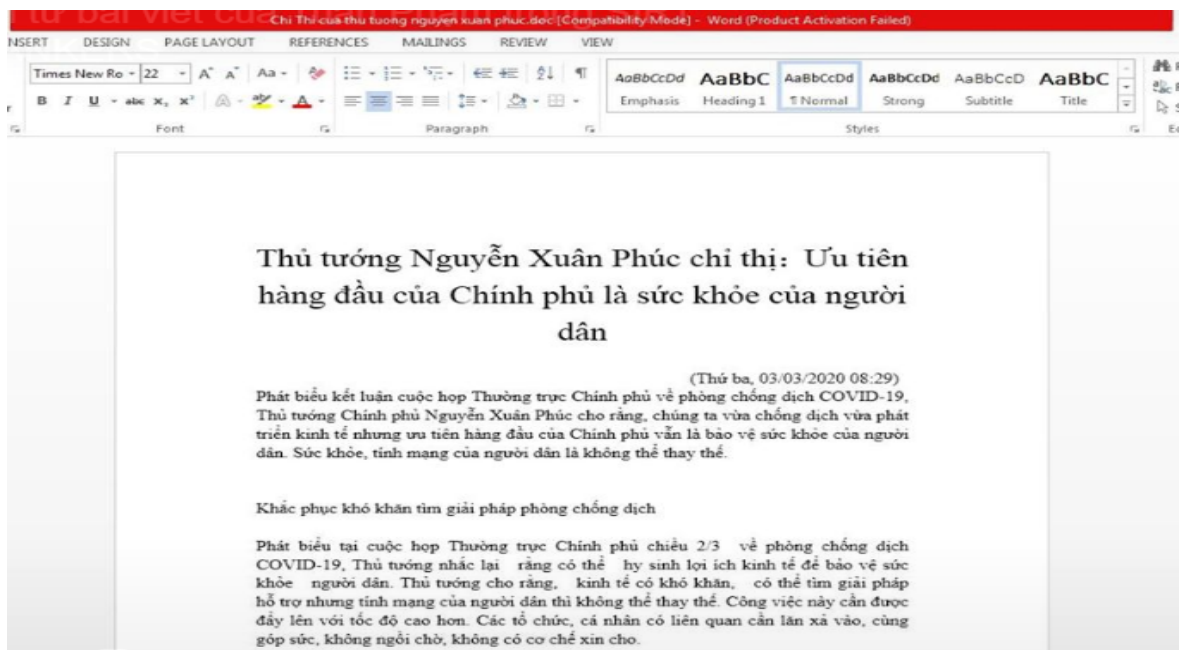 từ bài viết của
Chi Thi cua thu tuong nguyen xuan phuc.doc [Compatibility Mode] - Word (Product Activation Failed)
NSERT DESIGN PAGE LAYOUT REFERENCES MAILINGS REVIEW VIEW
Times New Ro 22 A A Aa
B I U abc x₂ x² A A
AaBbCcDd AaBbC AaBbCcDd AaBbCcDd AaBbCcD AaBbC
Emphasis Heading 1 ¶ Normal Strong Subtitle Title
Font Paragraph Styles
Thủ tướng Nguyễn Xuân Phúc chỉ thị: Ưu tiên
hàng đầu của Chính phủ là sức khỏe của người
dân
(Thứ ba, 03/03/2020 08:29)
Phát biểu kết luận cuộc họp Thường trực Chính phủ về phòng chống dịch COVID-19,
Thủ tướng Chính phủ Nguyễn Xuân Phúc cho rằng, chúng ta vừa chống dịch vừa phát
triển kinh tế nhưng ưu tiên hàng đầu của Chính phủ vẫn là bảo vệ sức khỏe của người
dân. Sức khỏe, tính mạng của người dân là không thể thay thế.
Khắc phục khó khăn tìm giải pháp phòng chống dịch
Phát biểu tại cuộc họp Thường trực Chính phủ chiều 2/3 về phòng chống dịch
COVID-19, Thủ tướng nhắc lại rằng có thể hy sinh lợi ích kinh tế để bảo vệ sức
khỏe người dân. Thủ tướng cho rằng, kinh tế có khó khăn, có thể tìm giải pháp
hỗ trợ nhưng tính mạng của người dân thì không thể thay thế. Công việc này cần được
đẩy lên với tốc độ cao hơn. Các tổ chức, cá nhân có liên quan cần lăn xả vào, cùng
góp sức, không ngồi chờ, không có cơ chế xin cho.